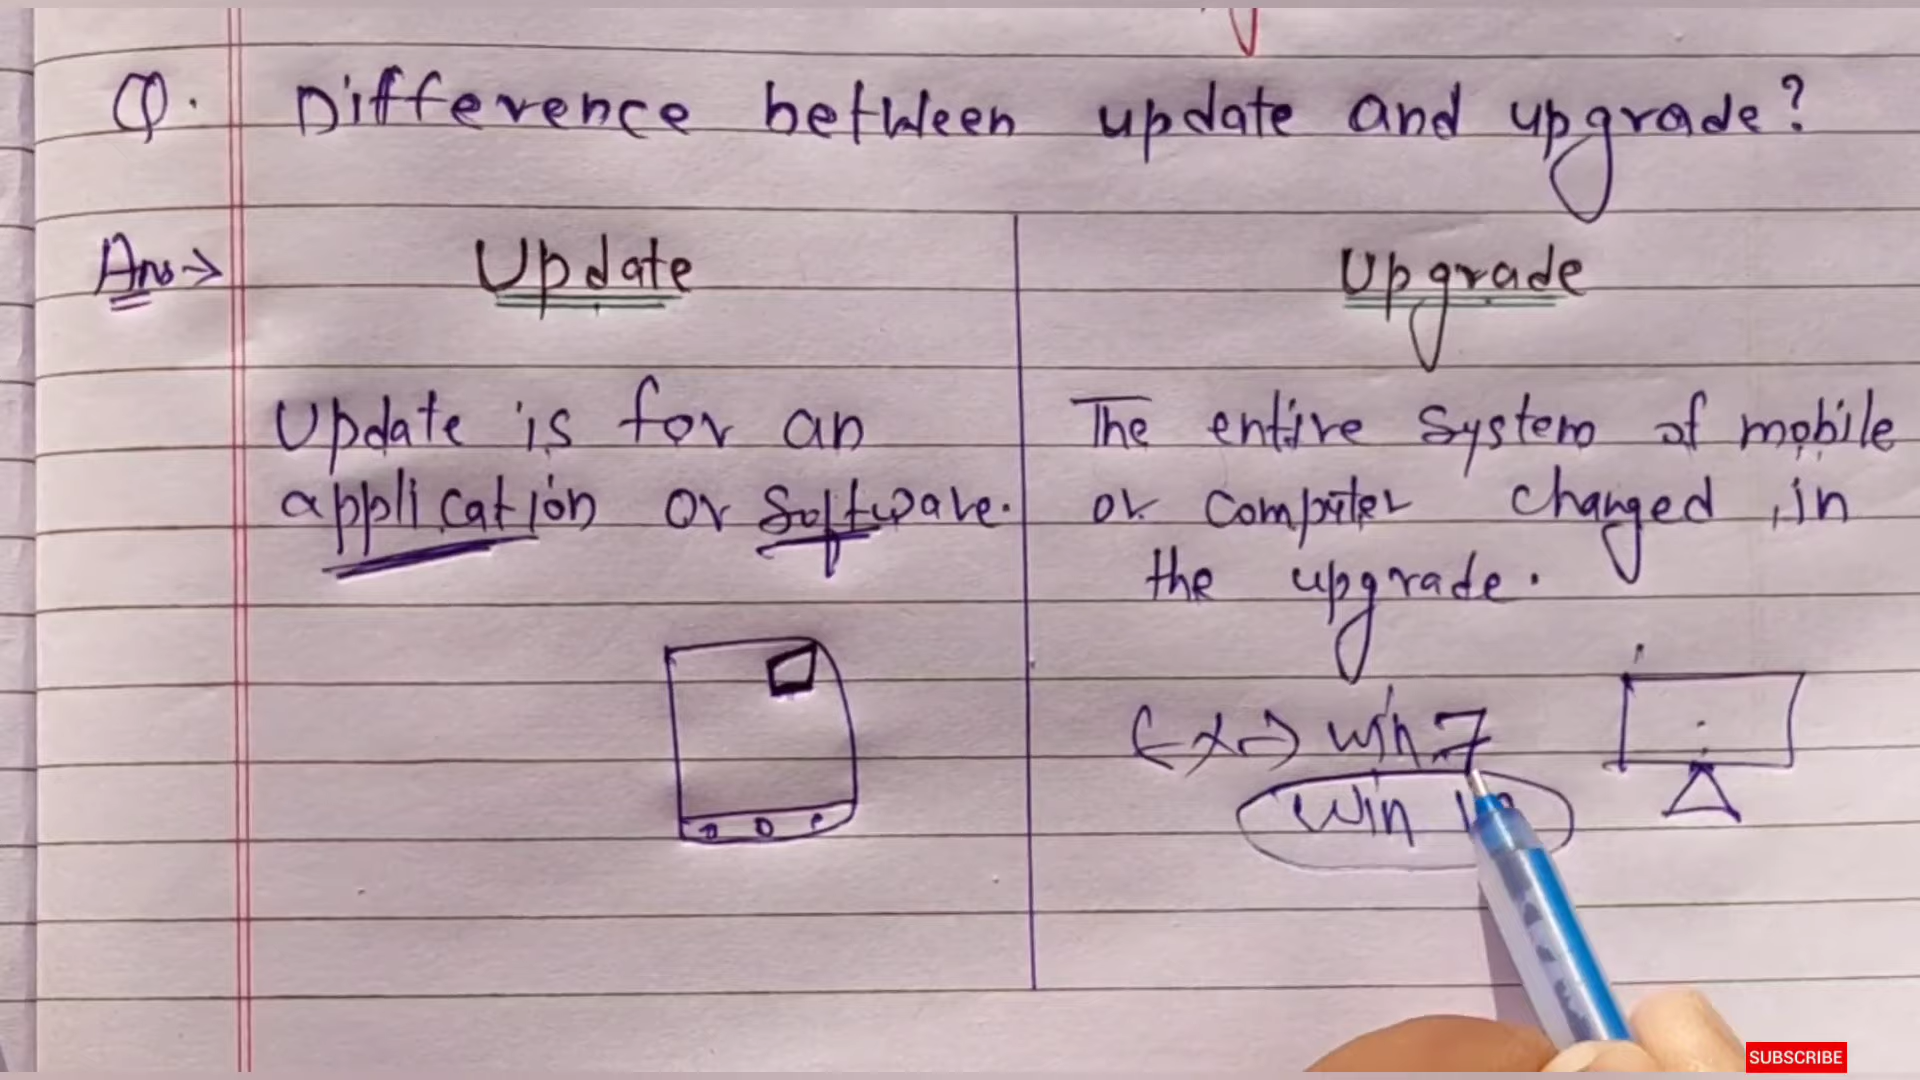 Q. Difference between update and upgrade?
Ans→
Update
Update is for an
application or software.
Upgrade
The entire system of mobile
or computer changed in
the upgrade.
Ex→ win 7
Win
SUBSCRIBE